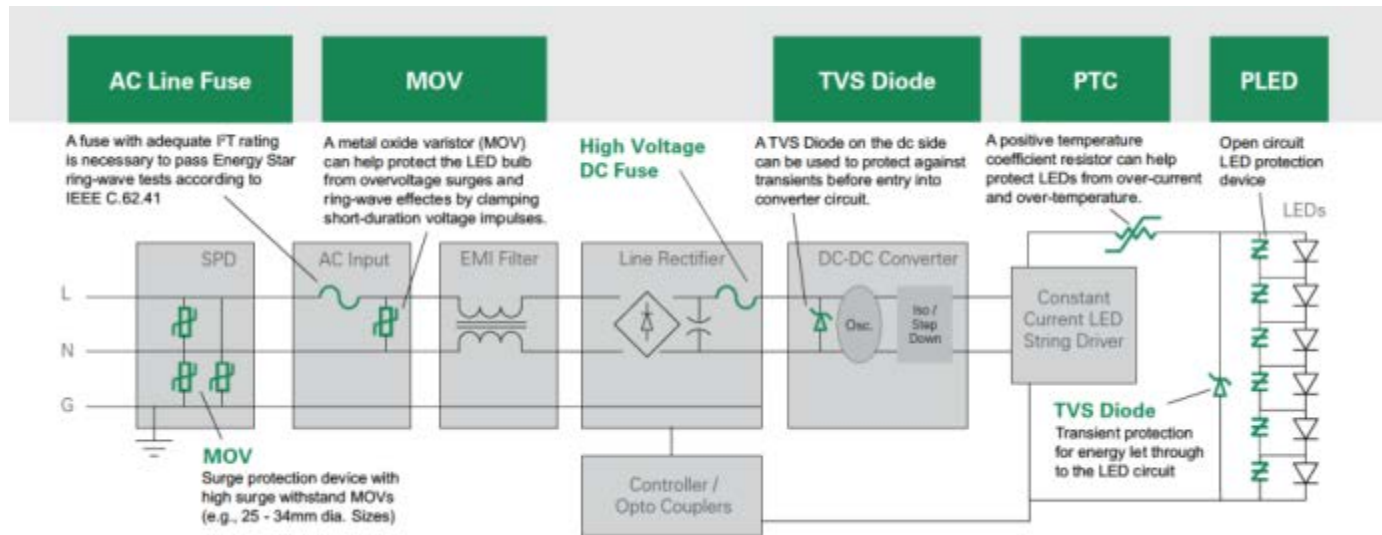 AC Line Fuse
MOV
TVS Diode
PTC
PLED
A fuse with adequate I²T rating
is necessary to pass Energy Star
ring-wave tests according to
IEEE C.62.41
A metal oxide varistor (MOV)
can help protect the LED bulb
from overvoltage surges and
ring-wave effectes by clamping
short-duration voltage impulses.
High Voltage
DC Fuse
A TVS Diode on the dc side
can be used to protect against
transients before entry into
converter circuit.
A positive temperature
coefficient resistor can help
protect LEDs from over-current
and over-temperature.
Open circuit
LED protection
device
LEDs
SPD
AC Input
EMI Filter
Line Rectifier
DC-DC Converter
L
N
G
Osc.
Iso /
Step
Down
Constant
Current LED
String Driver
MOV
Surge protection device with
high surge withstand MOVs
(e.g., 25 - 34mm dia. Sizes)
Controller /
Opto Couplers
TVS Diode
Transient protection
for energy let through
to the LED circuit